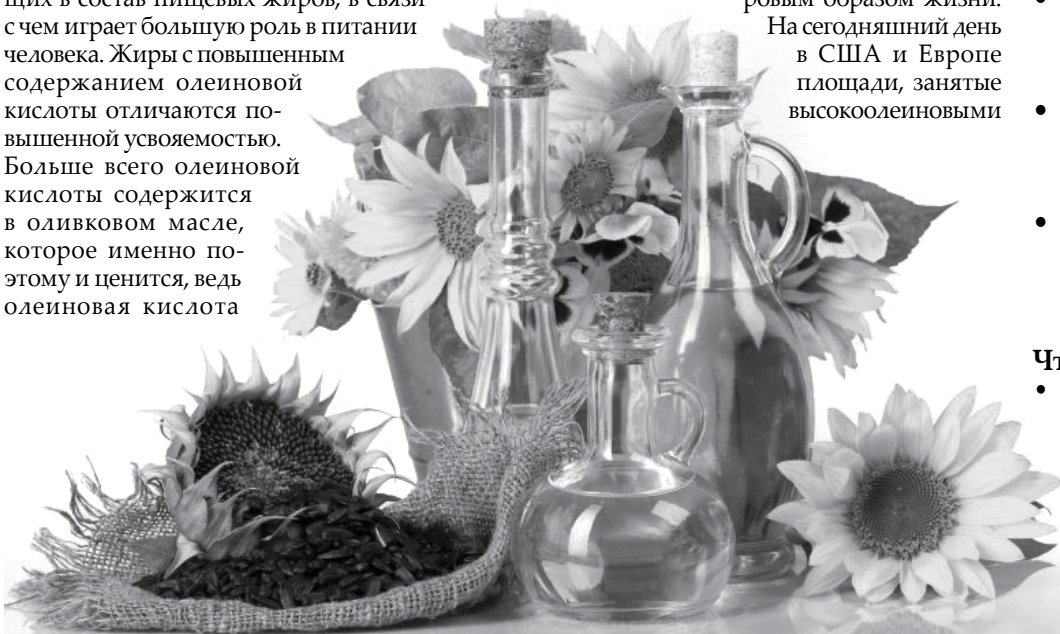 щих в состав пищевых жиров, в связи
с чем играет большую роль в питании
человека. Жиры с повышенным
содержанием олеиновой
кислоты отличаются по-
вышенной усвояемостью.
Больше всего олеиновой
кислоты содержится
в оливковом масле,
которое именно по-
этому и ценится, ведь
олеиновая кислота
ровым образом жизни.
На сегодняшний день
в США и Европе
площади, занятые
высокоолеиновыми
•
•
•
Чт
•